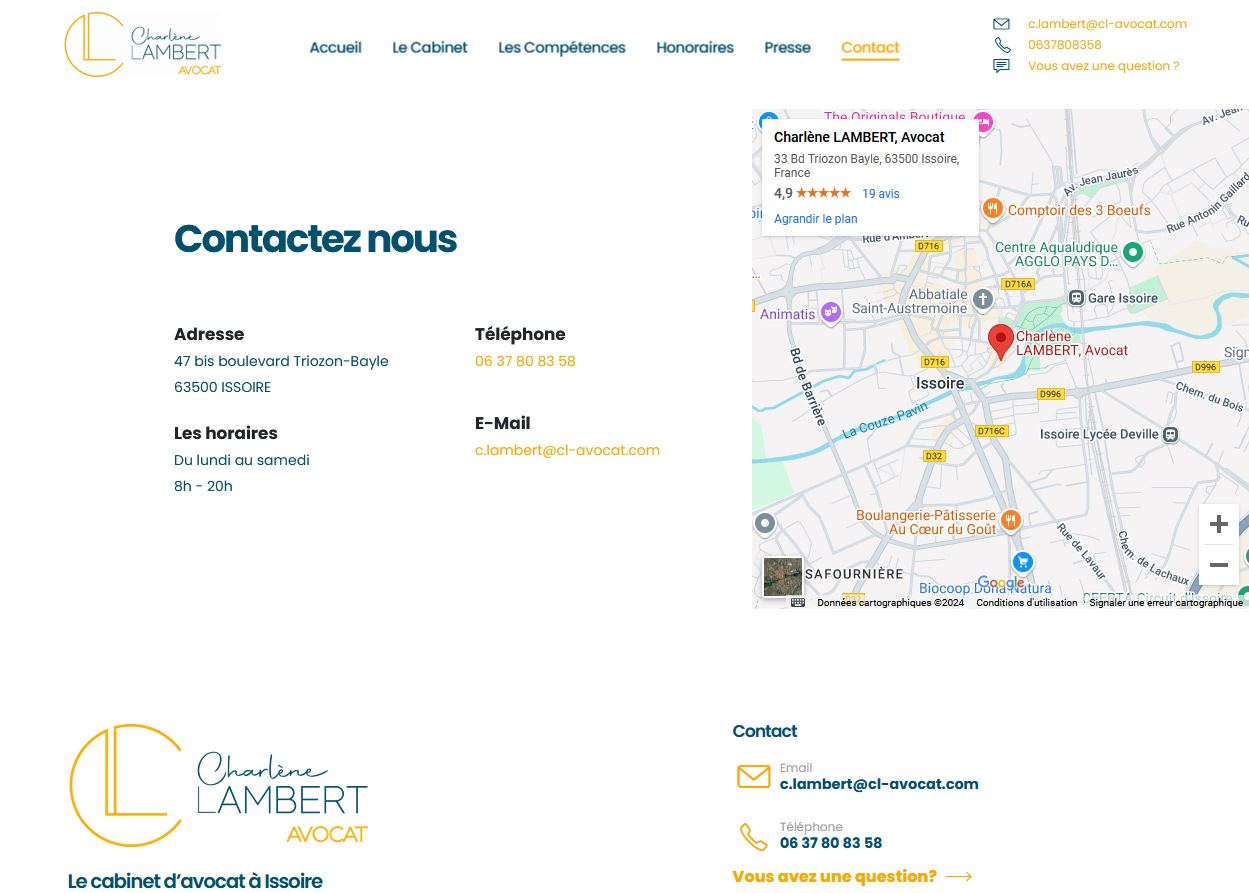 Charlène
LAMBERT
AVOCAT
Accueil
Le Cabinet
Les Compétences
Honoraires
Presse
Contact
c.lambert@cl-avocat.com
0637808358
Vous avez une question ?
Contactez nous
Adresse
47 bis boulevard Triozon-Bayle
63500 ISSOIRE
Les horaires
Du lundi au samedi
8h - 20h
Téléphone
06 37 80 83 58
E-Mail
c.lambert@cl-avocat.com
Charlène LAMBERT, Avocat
33 Bd Triozon Bayle, 63500 Issoire,
France
4,9
19 avis
Agrandir le plan
The Originals Boutique
Av. Jean
Av. Jean Jaurès
Comptoir des 3 Boeufs
Rue Antonin Gaillard
Rue d'Ambert
D716
Centre Aqualudique
AGGLO PAYS D...
D716A
Abbatiale
Saint-Austremoine
Gare Issoire
Animatis
Charlène
LAMBERT, Avocat
Bd de Barrière
D716
Issoire
D996
D996
Chem. du Bois
La Couze Pavin
D716C
Issoire Lycée Deville
D32
Boulangerie-Pâtisserie
Au Cœur du Goût
Rue de Lavaur
Chem. de Lachaux
SAFOURNIÈRE
Biocoop Doña Natura
Google
CEERTA Circuit d'Issoire
Données cartographiques ©2024
Conditions d'utilisation
Signaler une erreur cartographique
Charlène
LAMBERT
AVOCAT
Le cabinet d'avocat à Issoire
Contact
Email
c.lambert@cl-avocat.com
Téléphone
06 37 80 83 58
Vous avez une question?